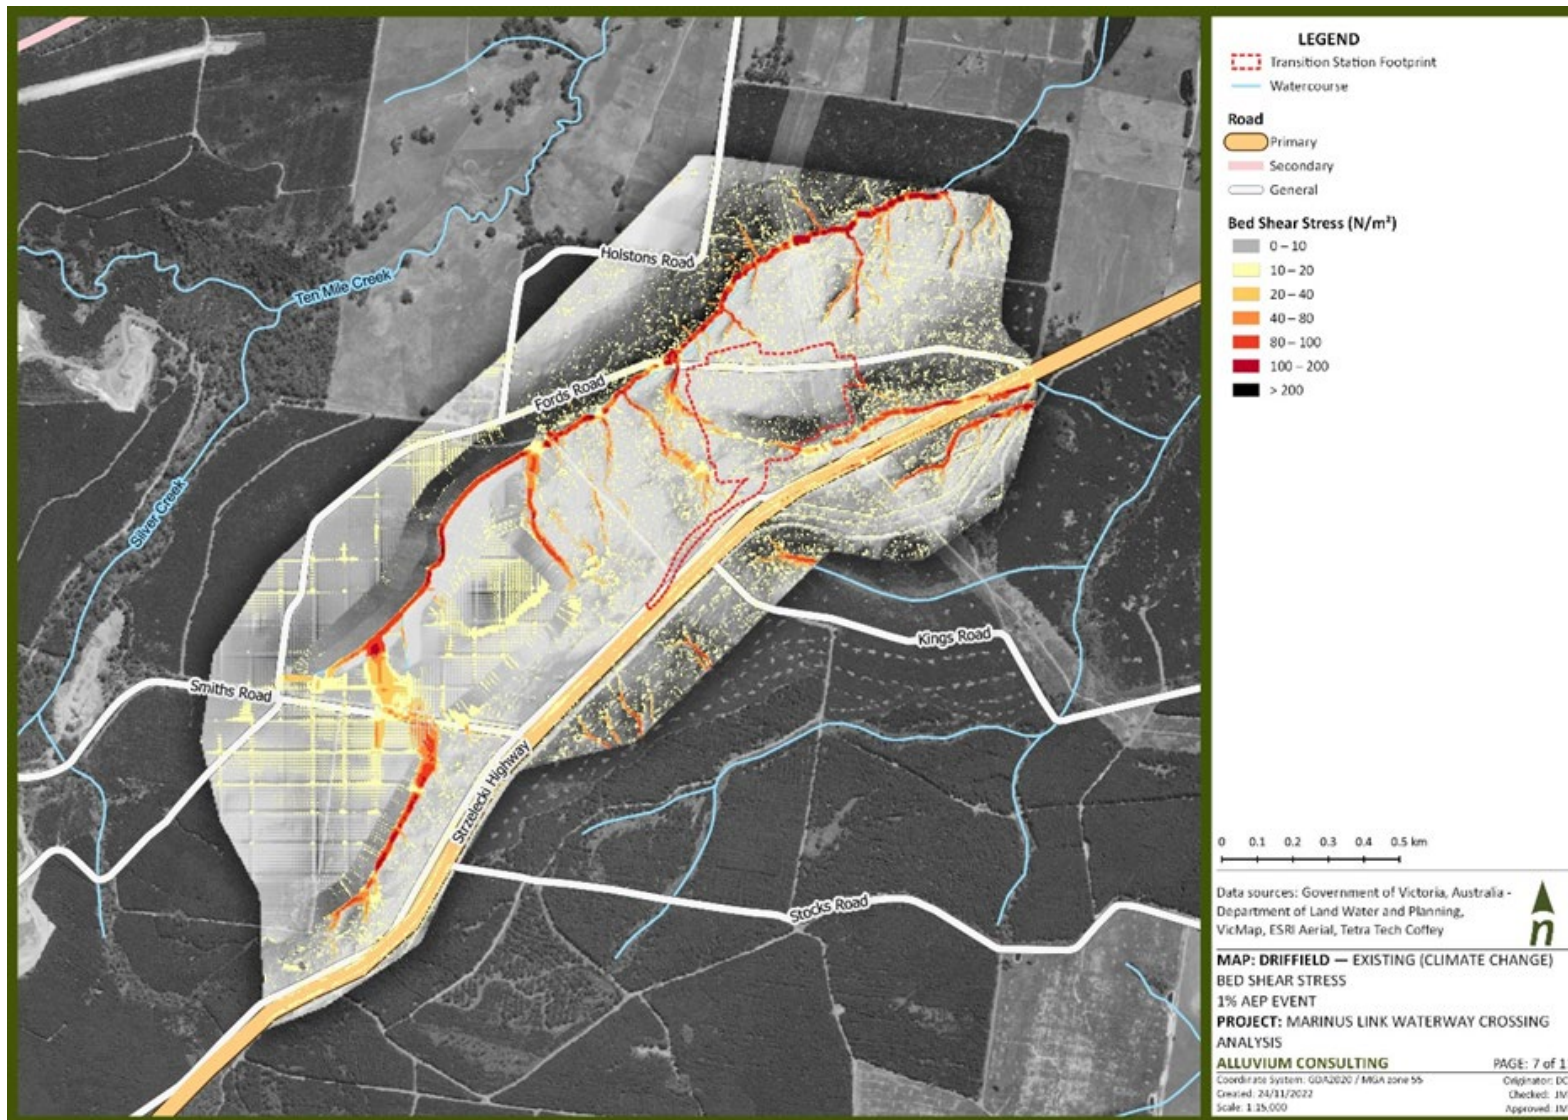 Holstons Road
Ten Mile Creek
Fords Road
Silver Creek
Kings Road
Smiths Road
Strzelecki Highway
Stocks Road
LEGEND
Transition Station Footprint
Watercourse
Road
Primary
Secondary
General
Bed Shear Stress (N/m²)
0 – 10
10 – 20
20 – 40
40 – 80
80 – 100
100 – 200
> 200
0 0.1 0.2 0.3 0.4 0.5 km
Data sources: Government of Victoria, Australia -
Department of Land Water and Planning,
VicMap, ESRI Aerial, Tetra Tech Coffey
n
MAP: DRIFFIELD — EXISTING (CLIMATE CHANGE)
BED SHEAR STRESS
1% AEP EVENT
PROJECT: MARINUS LINK WATERWAY CROSSING
ANALYSIS
ALLUVIUM CONSULTING PAGE: 7 of 1
Coordinate System: GDA2020 / MGA zone 55 Originator:
Created: 24/11/2022 Checked:
Scale: 1:15,000 Approved: